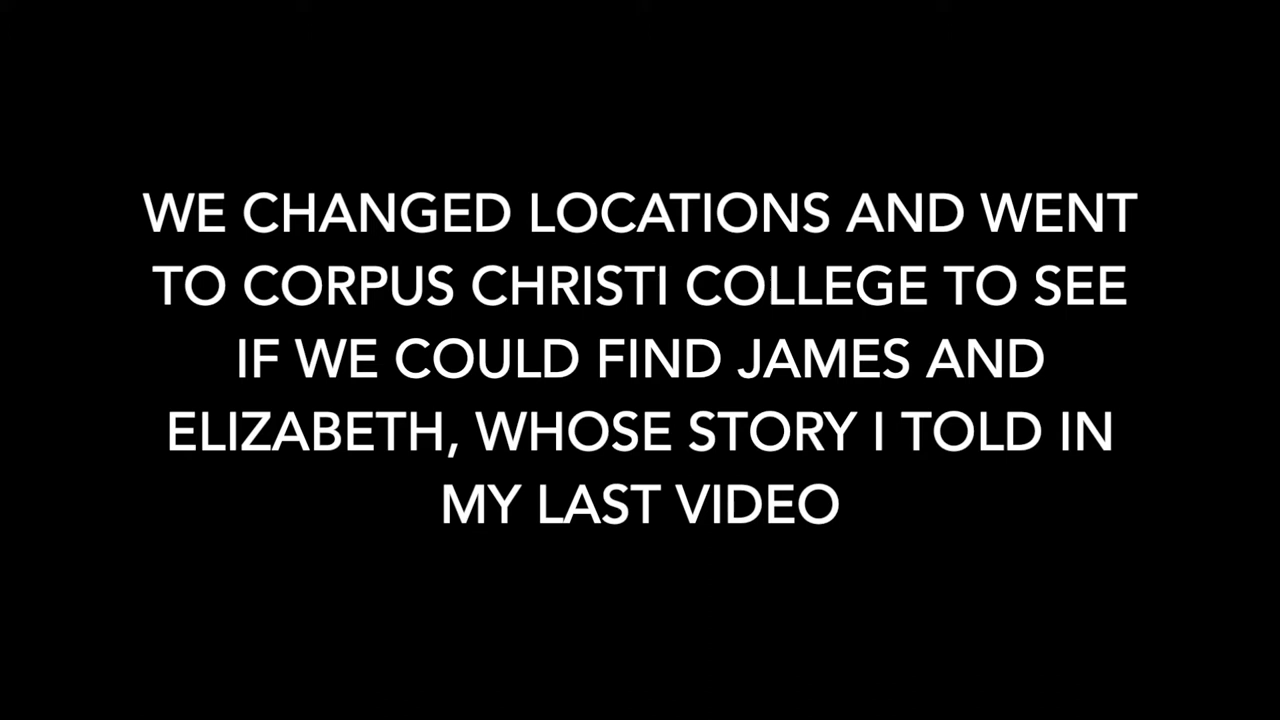 WE CHANGED LOCATIONS AND WENT
TO CORPUS CHRISTI COLLEGE TO SEE
IF WE COULD FIND JAMES AND
ELIZABETH, WHOSE STORY I TOLD IN
MY LAST VIDEO